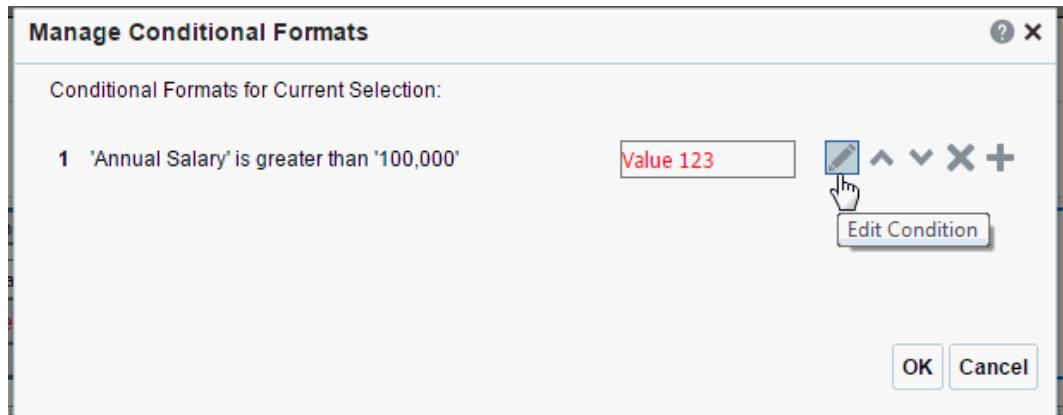 Manage Conditional Formats
Conditional Formats for Current Selection:
1 'Annual Salary' is greater than '100,000' Value 123
Edit Condition
OK Cancel